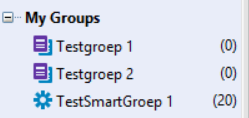 My Groups
Testgroep 1 (0)
Testgroep 2 (0)
TestSmartGroep 1 (20)